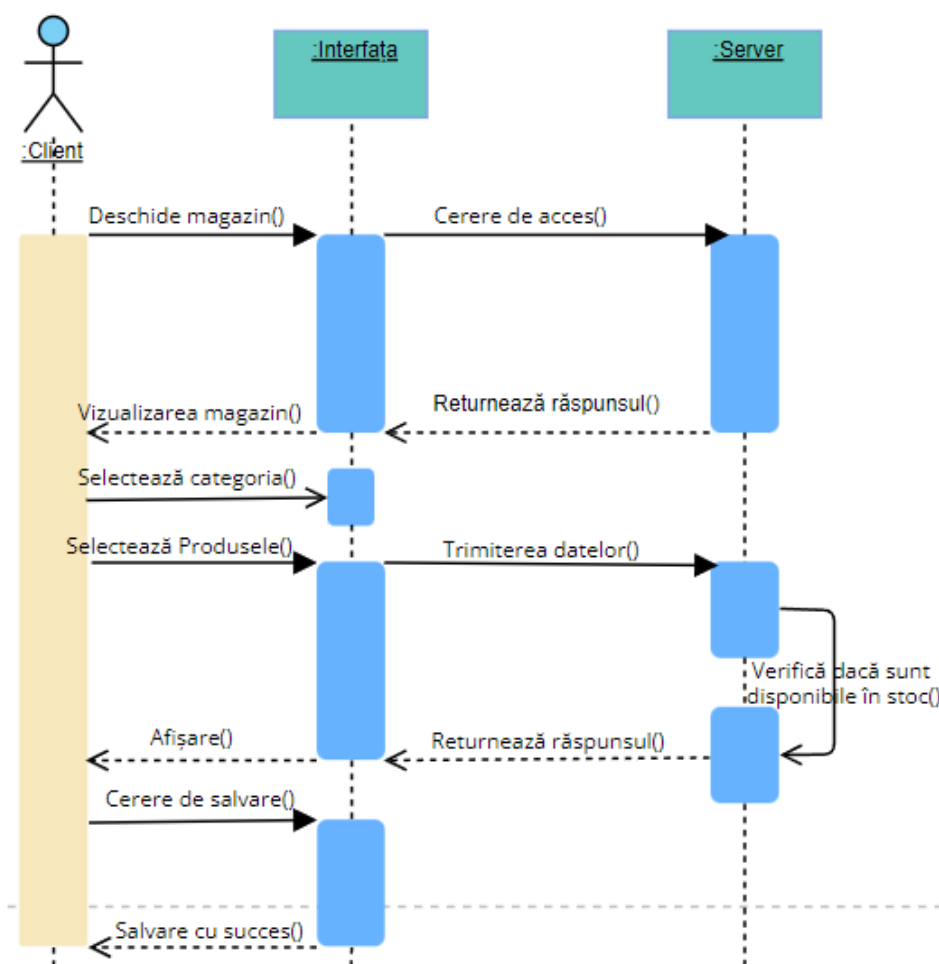 :Client
:Interfața
:Server
Deschide magazin()
Cerere de acces()
Returnează răspunsul()
Vizualizarea magazin()
Selectează categoria()
Selectează Produsele()
Trimiterea datelor()
Verifică dacă sunt
disponibile în stoc()
Returnează răspunsul()
Afișare()
Cerere de salvare()
Salvare cu succes()